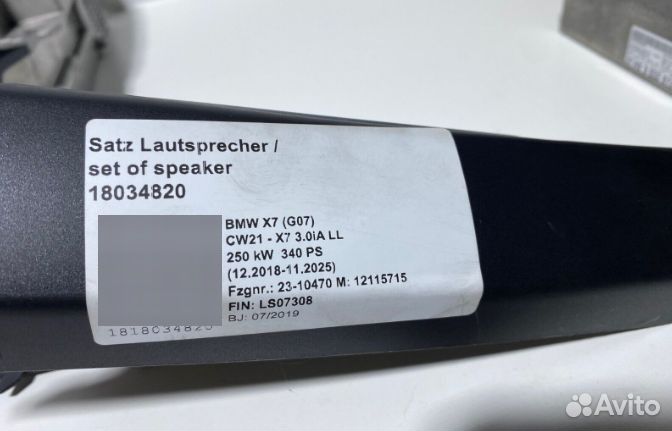 Satz Lautsprecher /
set of speaker
18034820
BMW X7 (G07)
CW21 - X7 3.0iA LL
250 kW 340 PS
(12.2018-11.2025)
Fzgnr.: 23-10470 M: 12115715
FIN: LS07308
BJ: 07/2019
1818034820
Avito